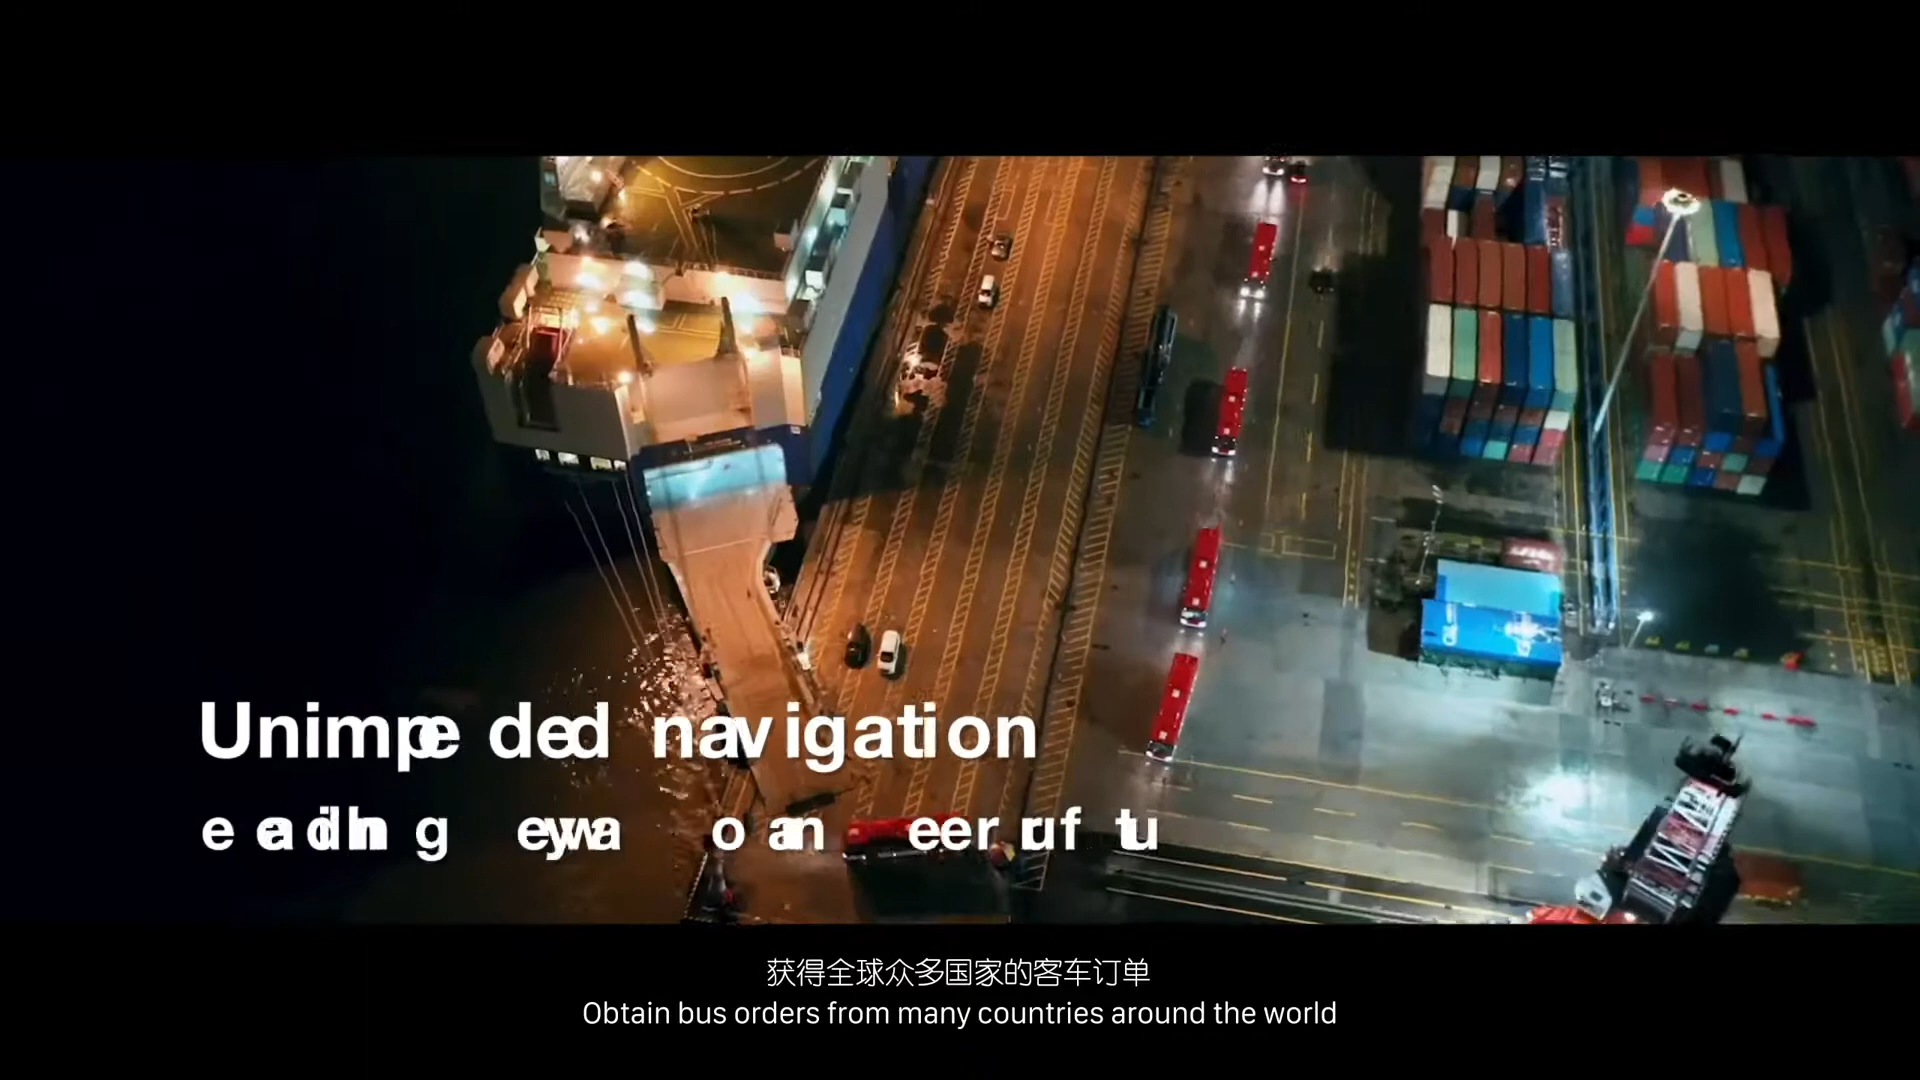 Unimpeded navigation
获得全球众多国家的客车订单
Obtain bus orders from many countries around the world